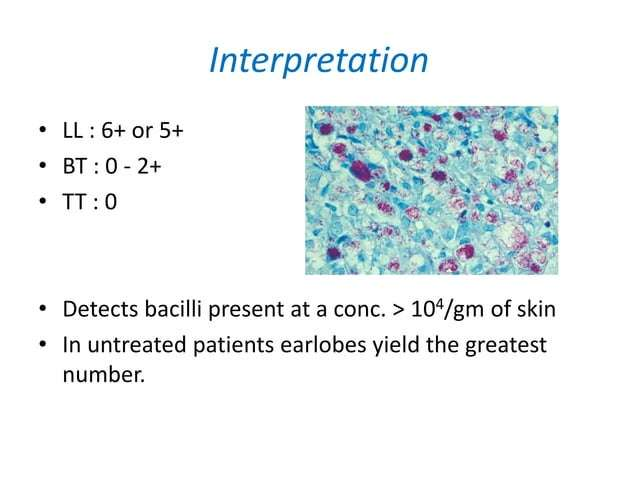 Interpretation
• LL : 6+ or 5+
• BT : 0 - 2+
• TT : 0
• Detects bacilli present at a conc. > 10⁴/gm of skin
• In untreated patients earlobes yield the greatest
number.